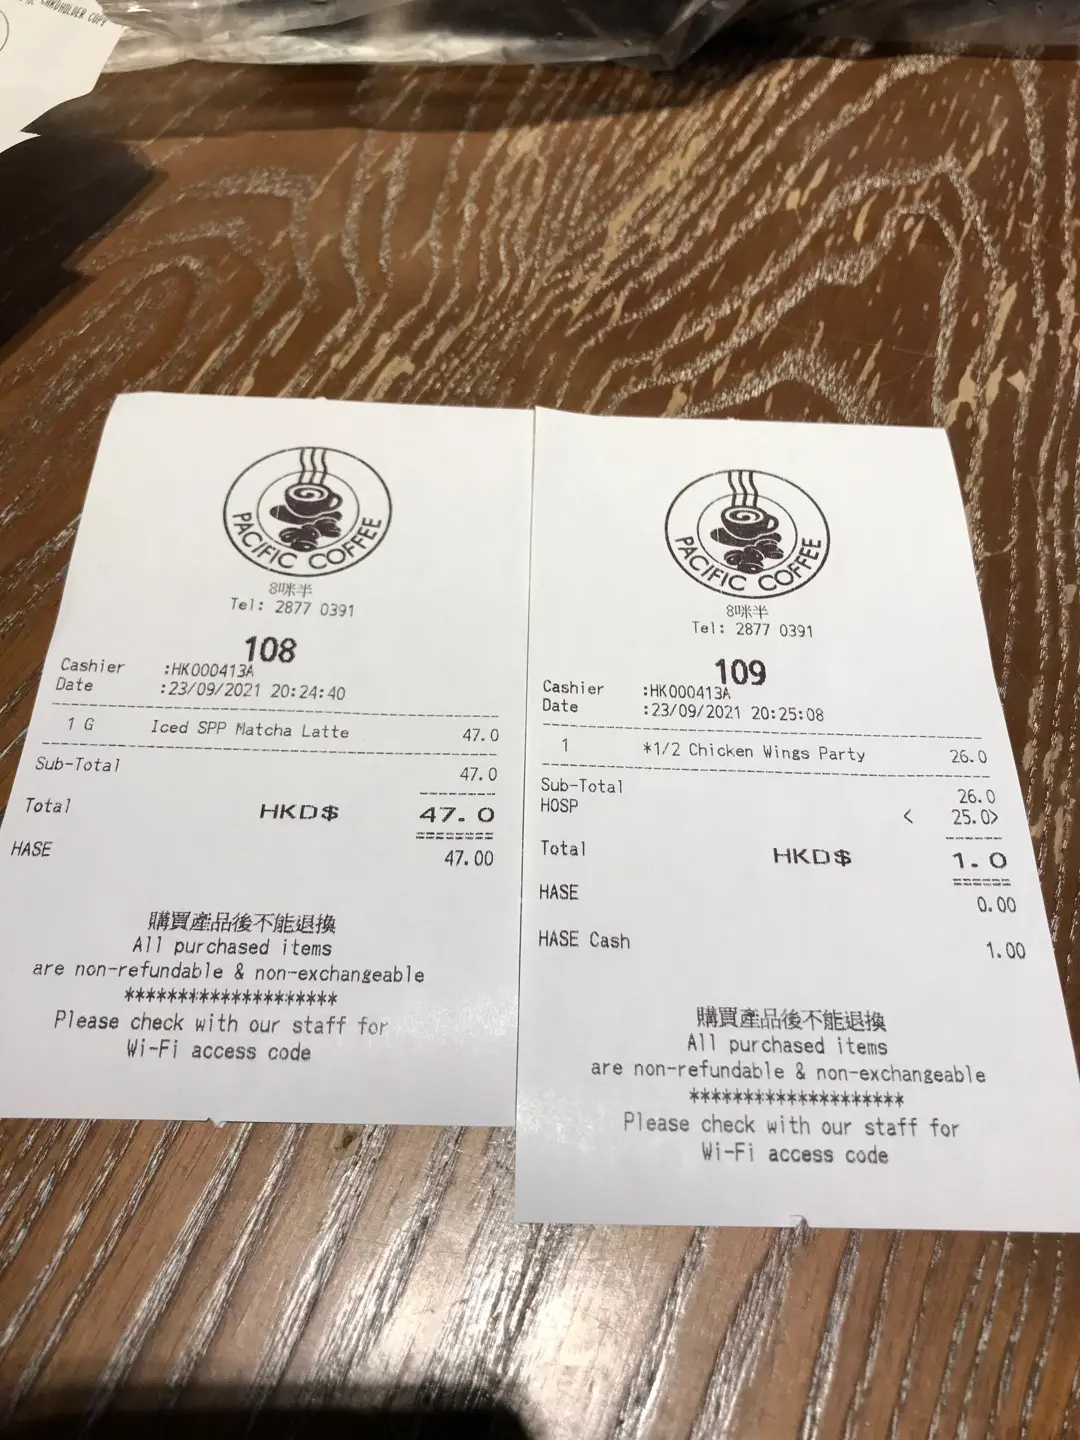 CARDHOLDER COPY
PACIFIC COFFEE
8咪半
Tel: 2877 0391
108
Cashier :HK000413A
Date :23/09/2021 20:24:40
1 G Iced SPP Matcha Latte 47.0
Sub-Total 47.0
Total HKD$ 47.0
HASE 47.00
購買產品後不能退換
All purchased items
are non-refundable & non-exchangeable
********************
Please check with our staff for
Wi-Fi access code
PACIFIC COFFEE
8咪半
Tel: 2877 0391
109
Cashier :HK000413A
Date :23/09/2021 20:25:08
1 *1/2 Chicken Wings Party 26.0
Sub-Total 26.0
HOSP < 25.0>
Total HKD$ 1.0
HASE 0.00
HASE Cash 1.00
購買產品後不能退換
All purchased items
are non-refundable & non-exchangeable
********************
Please check with our staff for
Wi-Fi access code